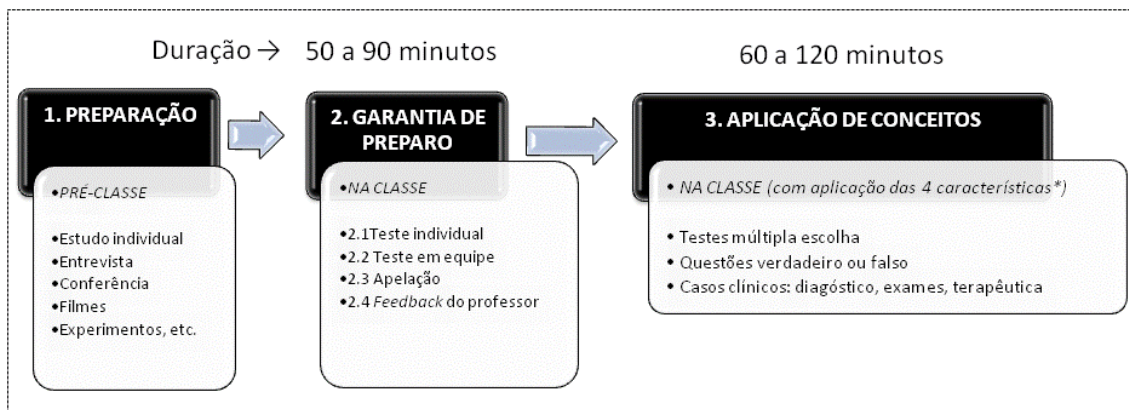 Duração → 50 a 90 minutos 60 a 120 minutos
1. PREPARAÇÃO
•PRÉ-CLASSE
•Estudo individual
•Entrevista
•Conferência
•Filmes
•Experimentos, etc.
2. GARANTIA DE
PREPARO
•NA CLASSE
•2.1Teste individual
•2.2 Teste em equipe
•2.3 Apelação
•2.4 Feedback do professor
3. APLICAÇÃO DE CONCEITOS
• NA CLASSE (com aplicação das 4 características*)
• Testes múltipla escolha
• Questões verdadeiro ou falso
• Casos clínicos: diagóstico, exames, terapêutica